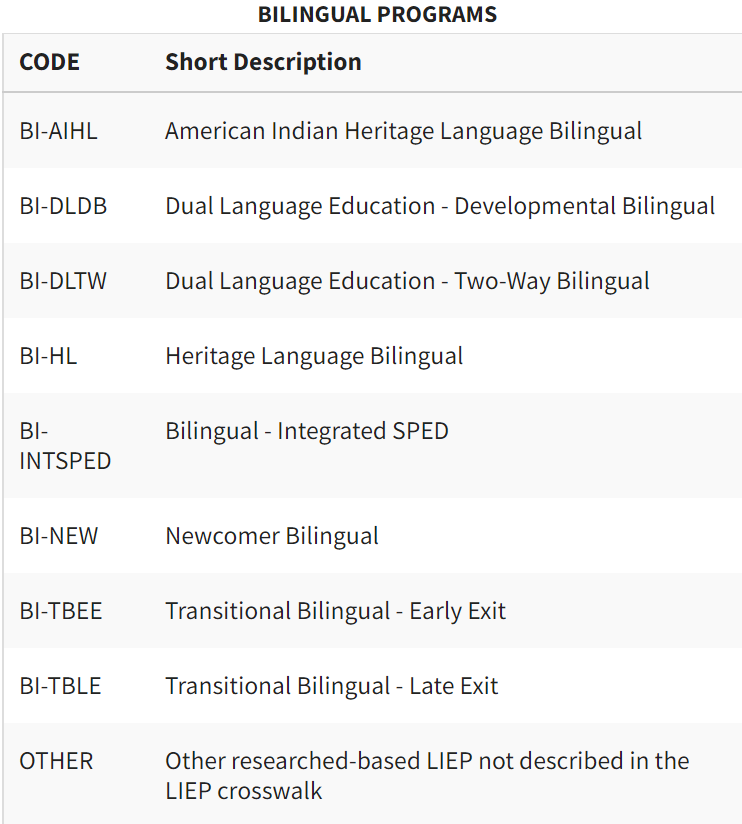 BILINGUAL PROGRAMS
CODE Short Description
BI-AIHL American Indian Heritage Language Bilingual
BI-DLDB Dual Language Education - Developmental Bilingual
BI-DLTW Dual Language Education - Two-Way Bilingual
BI-HL Heritage Language Bilingual
BI- Bilingual - Integrated SPED
INTSPED
BI-NEW Newcomer Bilingual
BI-TBEE Transitional Bilingual - Early Exit
BI-TBLE Transitional Bilingual - Late Exit
OTHER Other researched-based LIEP not described in the
LIEP crosswalk